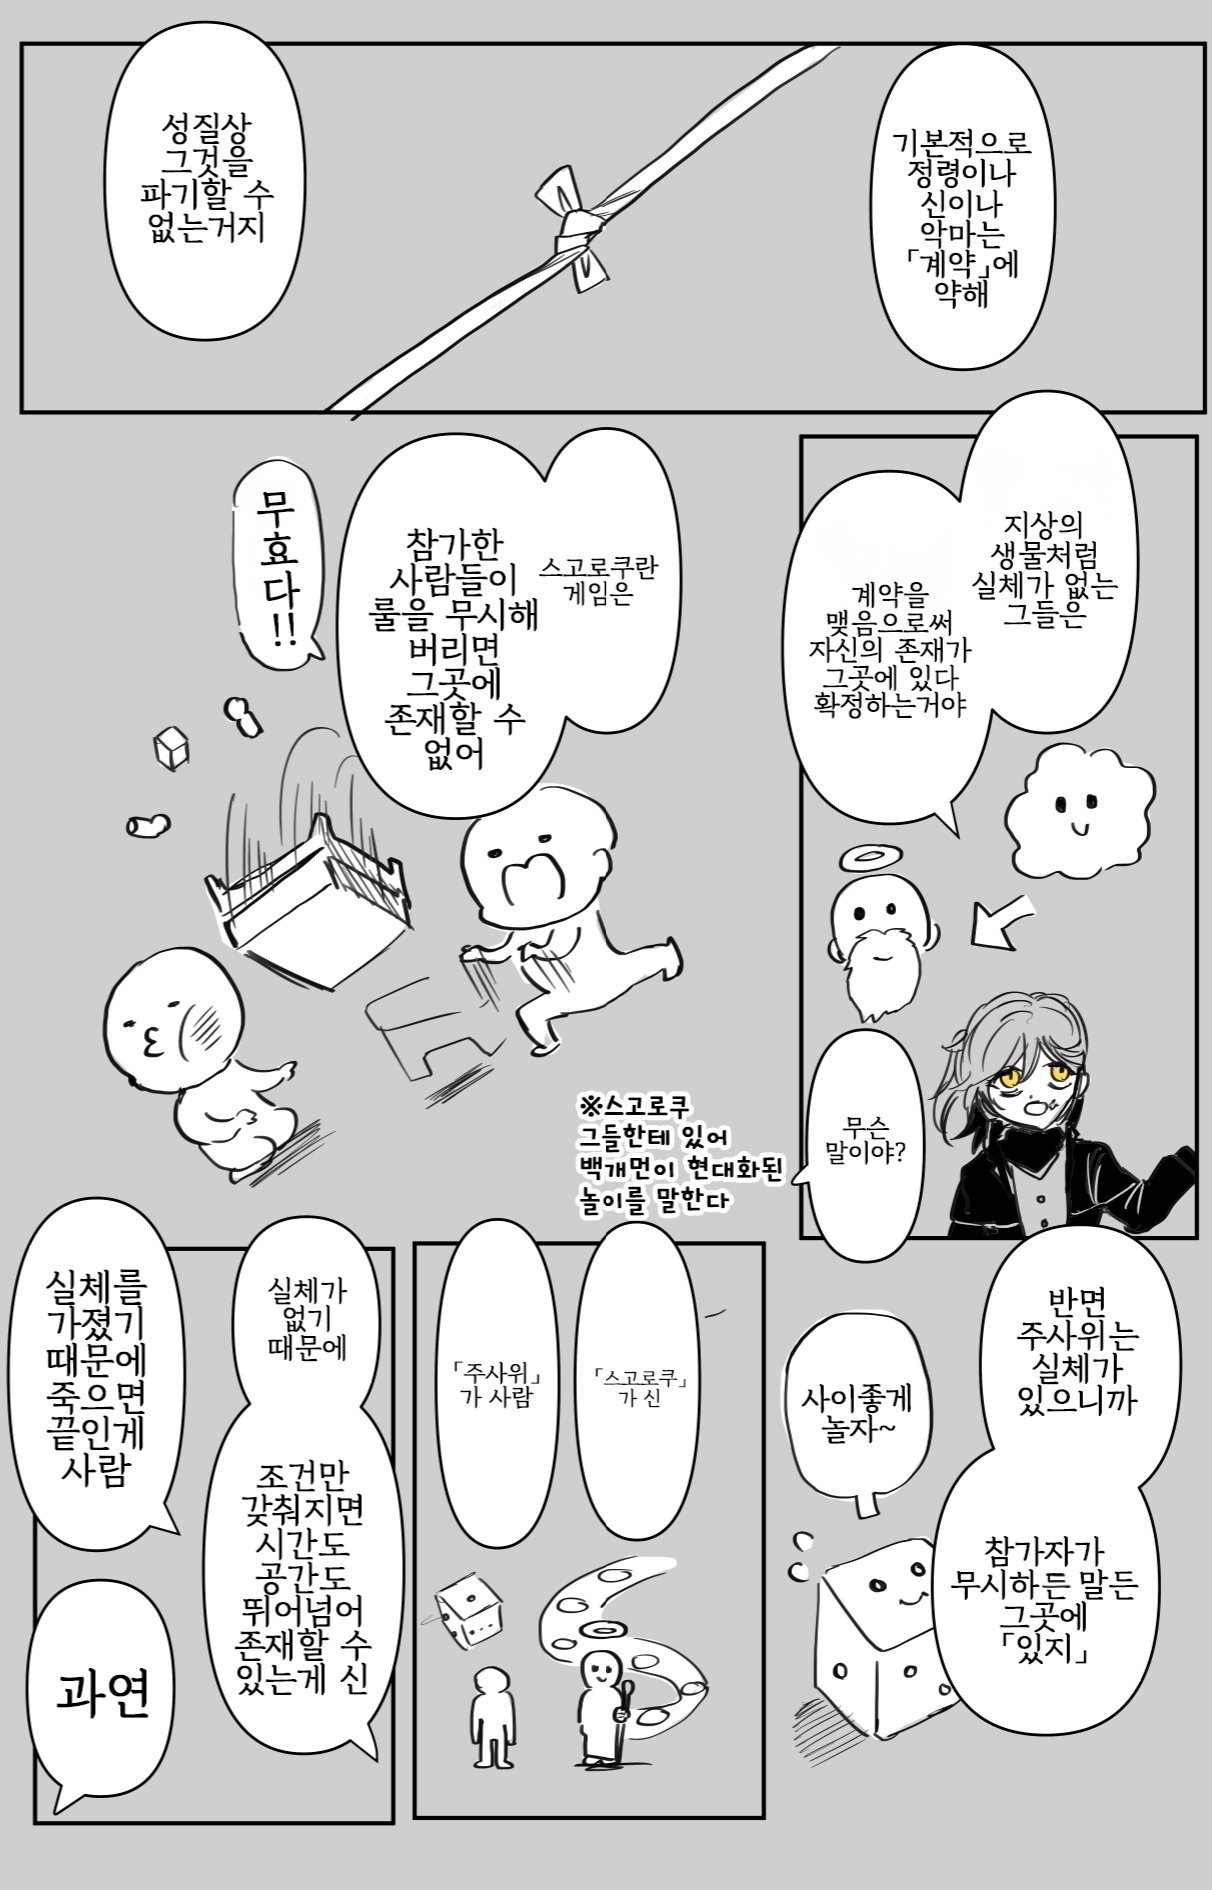 기본적으로
정령이나
신이나
악마는
「계약」에
약해
성질상
그것을
파기할 수
없는거지
지상의
생물처럼
실체가 없는
그들은
계약을
맺음으로써
자신의 존재가
그곳에 있다
확정하는거야
무슨
말이야?
스고로쿠란
게임은
참가한
사람들이
룰을 무시해
버리면
그곳에
존재할 수
없어
무효다!!
※스고로쿠
그들한테 있어
백개먼이 현대화된
놀이를 말한다
반면
주사위는
실체가
있으니까
참가자가
무시하든 말든
그곳에
「있지」
사이좋게
놀자~
「스고로쿠」
가 신
「주사위」
가 사람
실체가
없기
때문에
조건만
갖춰지면
시간도
공간도
뛰어넘어
존재할 수
있는게 신
실체를
가졌기
때문에
죽으면
끝인게
사람
과연